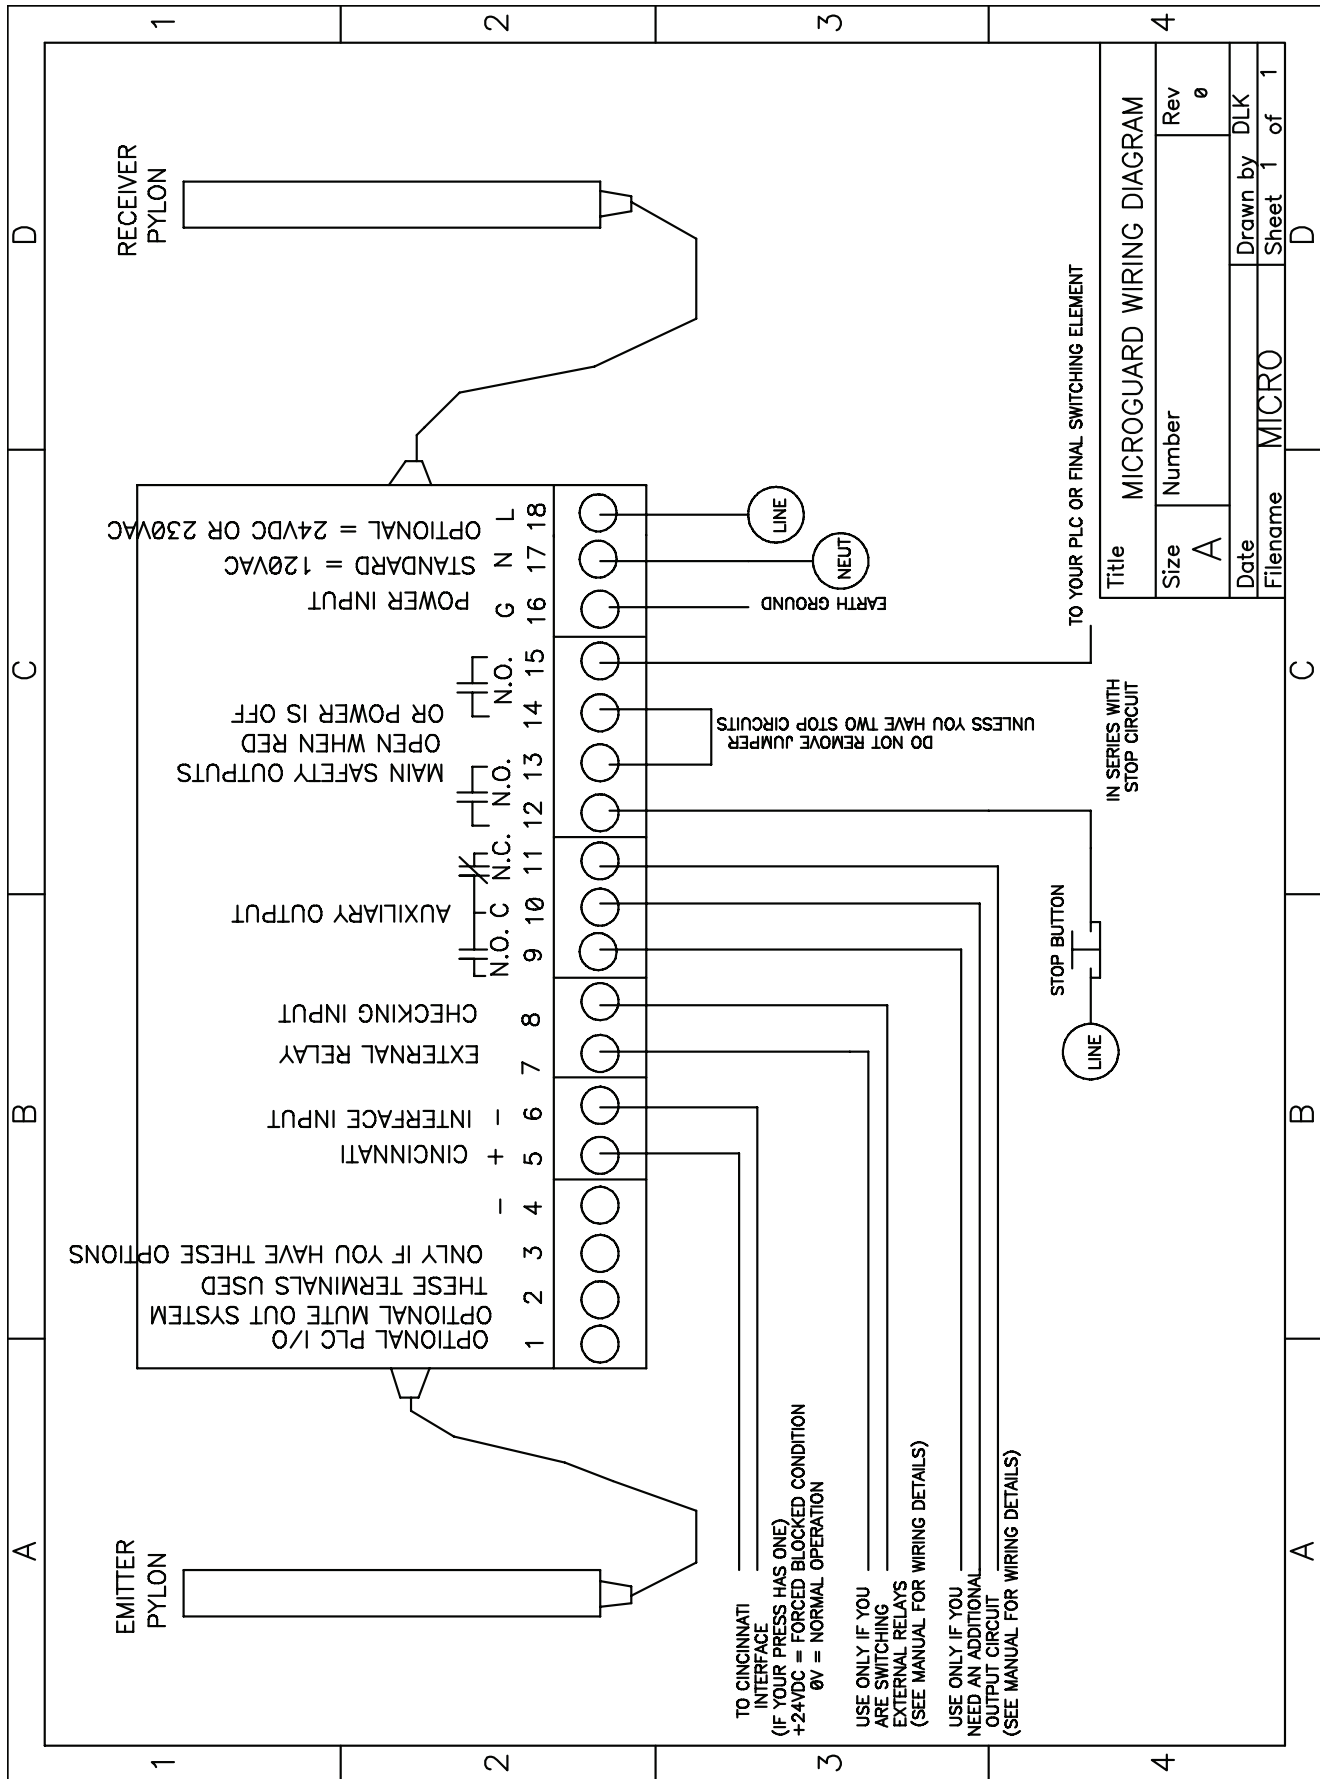 A
B
C
D
1
2
3
4
1
2
3
4
A
B
C
D
EMITTER
PYLON
RECEIVER
PYLON
OPTIONAL PLC I/O
OPTIONAL MUTE OUT SYSTEM
THESE TERMINALS USED
ONLY IF YOU HAVE THESE OPTIONS
CINCINNATI
INTERFACE INPUT
EXTERNAL RELAY
CHECKING INPUT
AUXILIARY OUTPUT
MAIN SAFETY OUTPUTS
OPEN WHEN RED
OR POWER IS OFF
POWER INPUT
STANDARD = 120VAC
OPTIONAL = 24VDC OR 230VAC
– + – N.O. C N.C. N.O. N.O. G N L
1 2 3 4 5 6 7 8 9 10 11 12 13 14 15 16 17 18
TO CINCINNATI
INTERFACE
(IF YOUR PRESS HAS ONE)
+24VDC = FORCED BLOCKED CONDITION
0V = NORMAL OPERATION
USE ONLY IF YOU
ARE SWITCHING
EXTERNAL RELAYS
(SEE MANUAL FOR WIRING DETAILS)
USE ONLY IF YOU
NEED AN ADDITIONAL
OUTPUT CIRCUIT
(SEE MANUAL FOR WIRING DETAILS)
LINE
STOP BUTTON
IN SERIES WITH
STOP CIRCUIT
DO NOT REMOVE JUMPER
UNLESS YOU HAVE TWO STOP CIRCUITS
EARTH GROUND
NEUT
LINE
TO YOUR PLC OR FINAL SWITCHING ELEMENT
Title
MICROGUARD WIRING DIAGRAM
Size Number Rev
A 0
Date Drawn by DLK
Filename MICRO Sheet 1 of 1